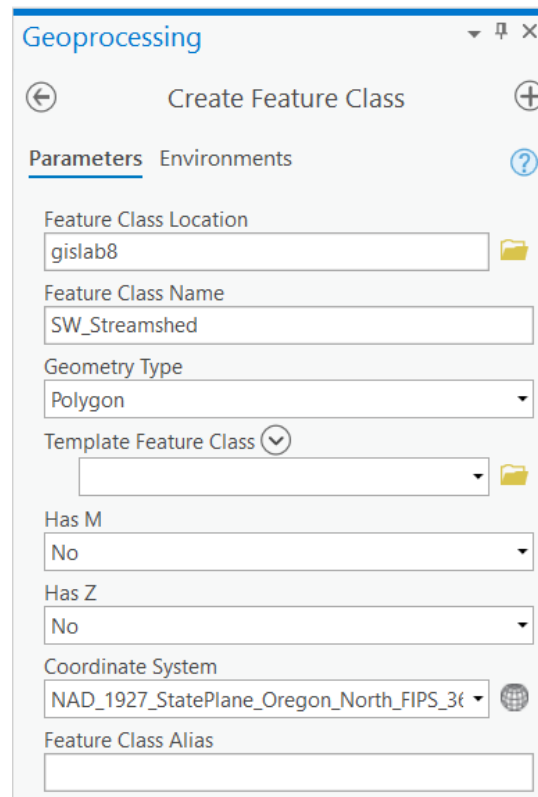 Geoprocessing
Create Feature Class
Parameters Environments
Feature Class Location
gislab8
Feature Class Name
SW_Streamshed
Geometry Type
Polygon
Template Feature Class
Has M
No
Has Z
No
Coordinate System
NAD_1927_StatePlane_Oregon_North_FIPS_36
Feature Class Alias